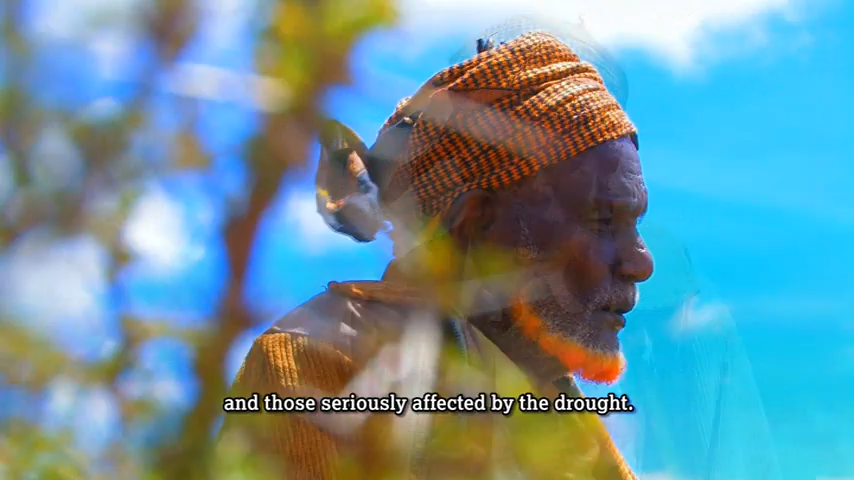 and those seriously affected by the drought.